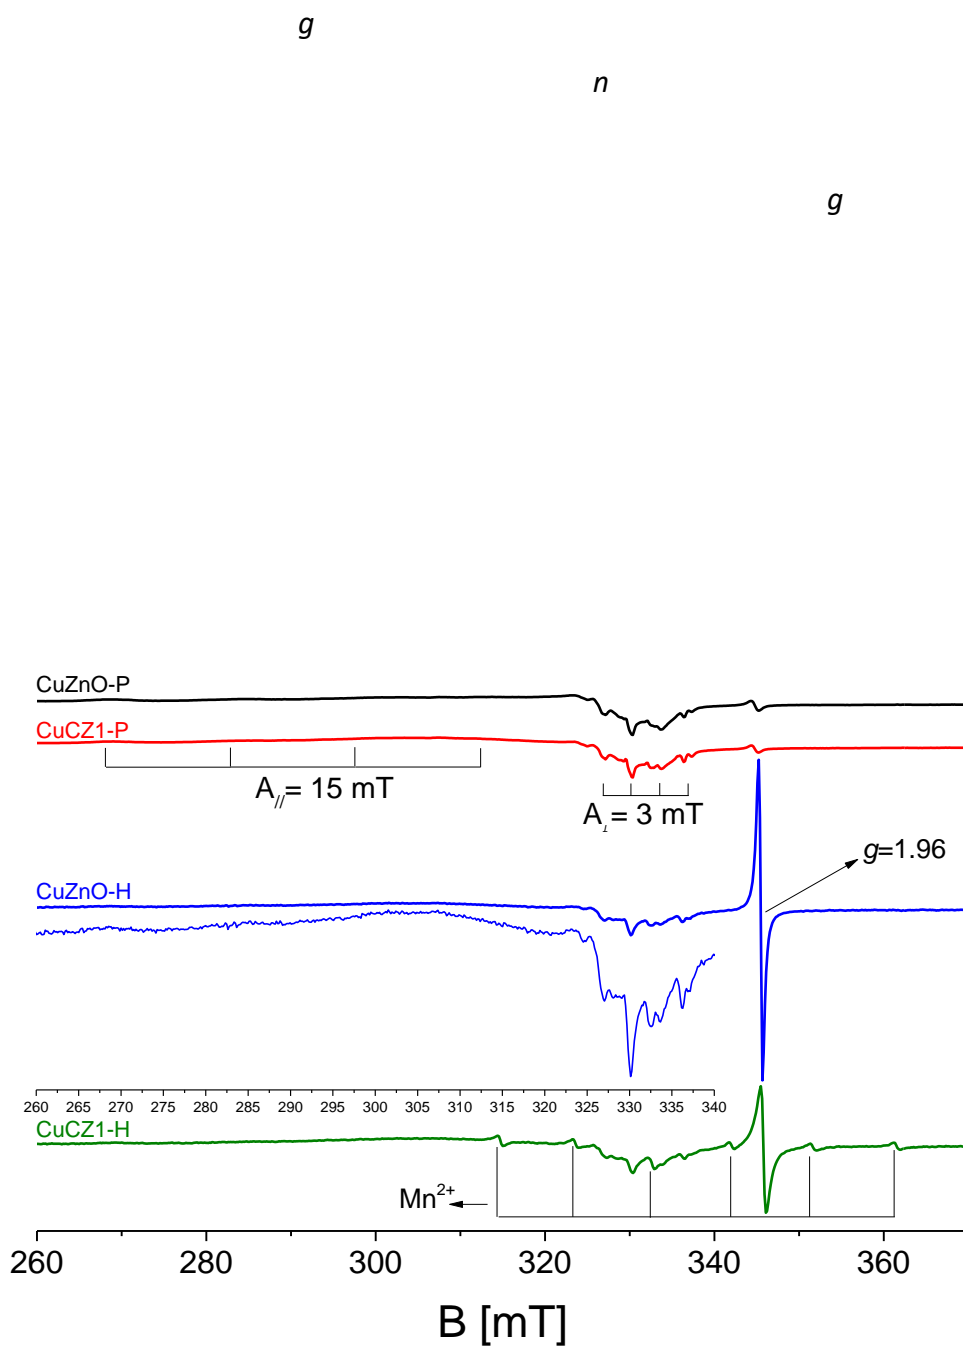 g
n
g
CuZnO-P
CuCZ1-P
A//= 15 mT
A⊥= 3 mT
g=1.96
CuZnO-H
260 265 270 275 280 285 290 295 300 305 310 315 320 325 330 335 340
CuCZ1-H
Mn²⁺
260 280 300 320 340 360
B [mT]